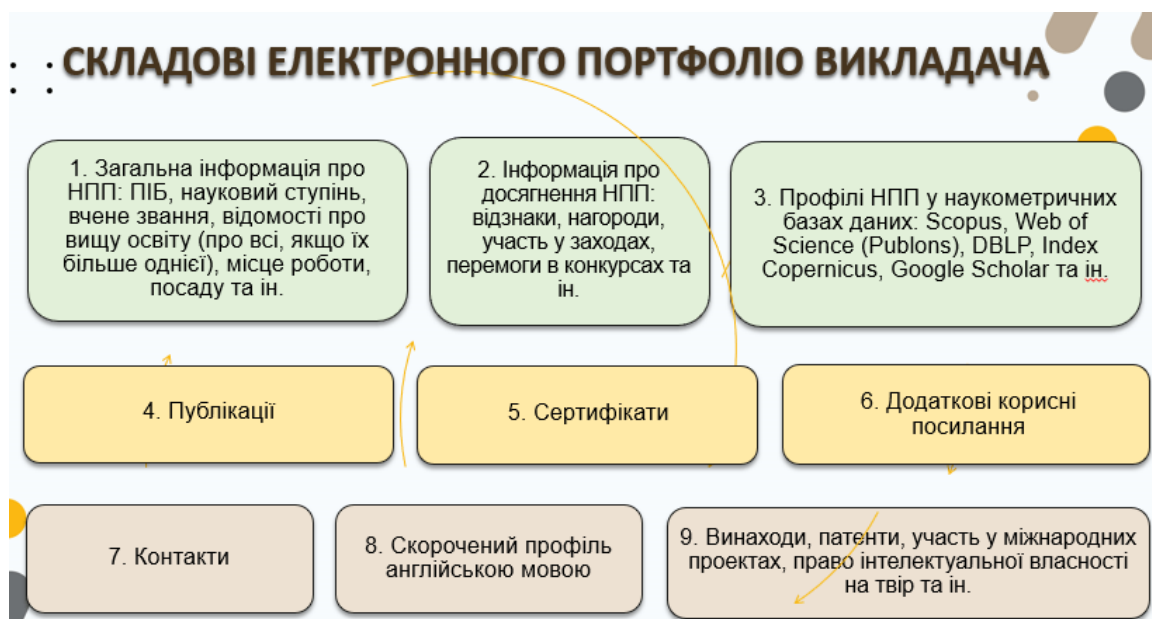 СКЛАДОВІ ЕЛЕКТРОННОГО ПОРТФОЛІО ВИКЛАДАЧА
1. Загальна інформація про
НПП: ПІБ, науковий ступінь,
вчене звання, відомості про
вищу освіту (про всі, якщо їх
більше однієї), місце роботи,
посаду та ін.
2. Інформація про
досягнення НПП:
відзнаки, нагороди,
участь у заходах,
перемоги в конкурсах та
ін.
3. Профілі НПП у наукометричних
базах даних: Scopus, Web of
Science (Publons), DBLP, Index
Copernicus, Google Scholar та ін.
4. Публікації
5. Сертифікати
6. Додаткові корисні
посилання
7. Контакти
8. Скорочений профіль
англійською мовою
9. Винаходи, патенти, участь у міжнародних
проектах, право інтелектуальної власності
на твір та ін.